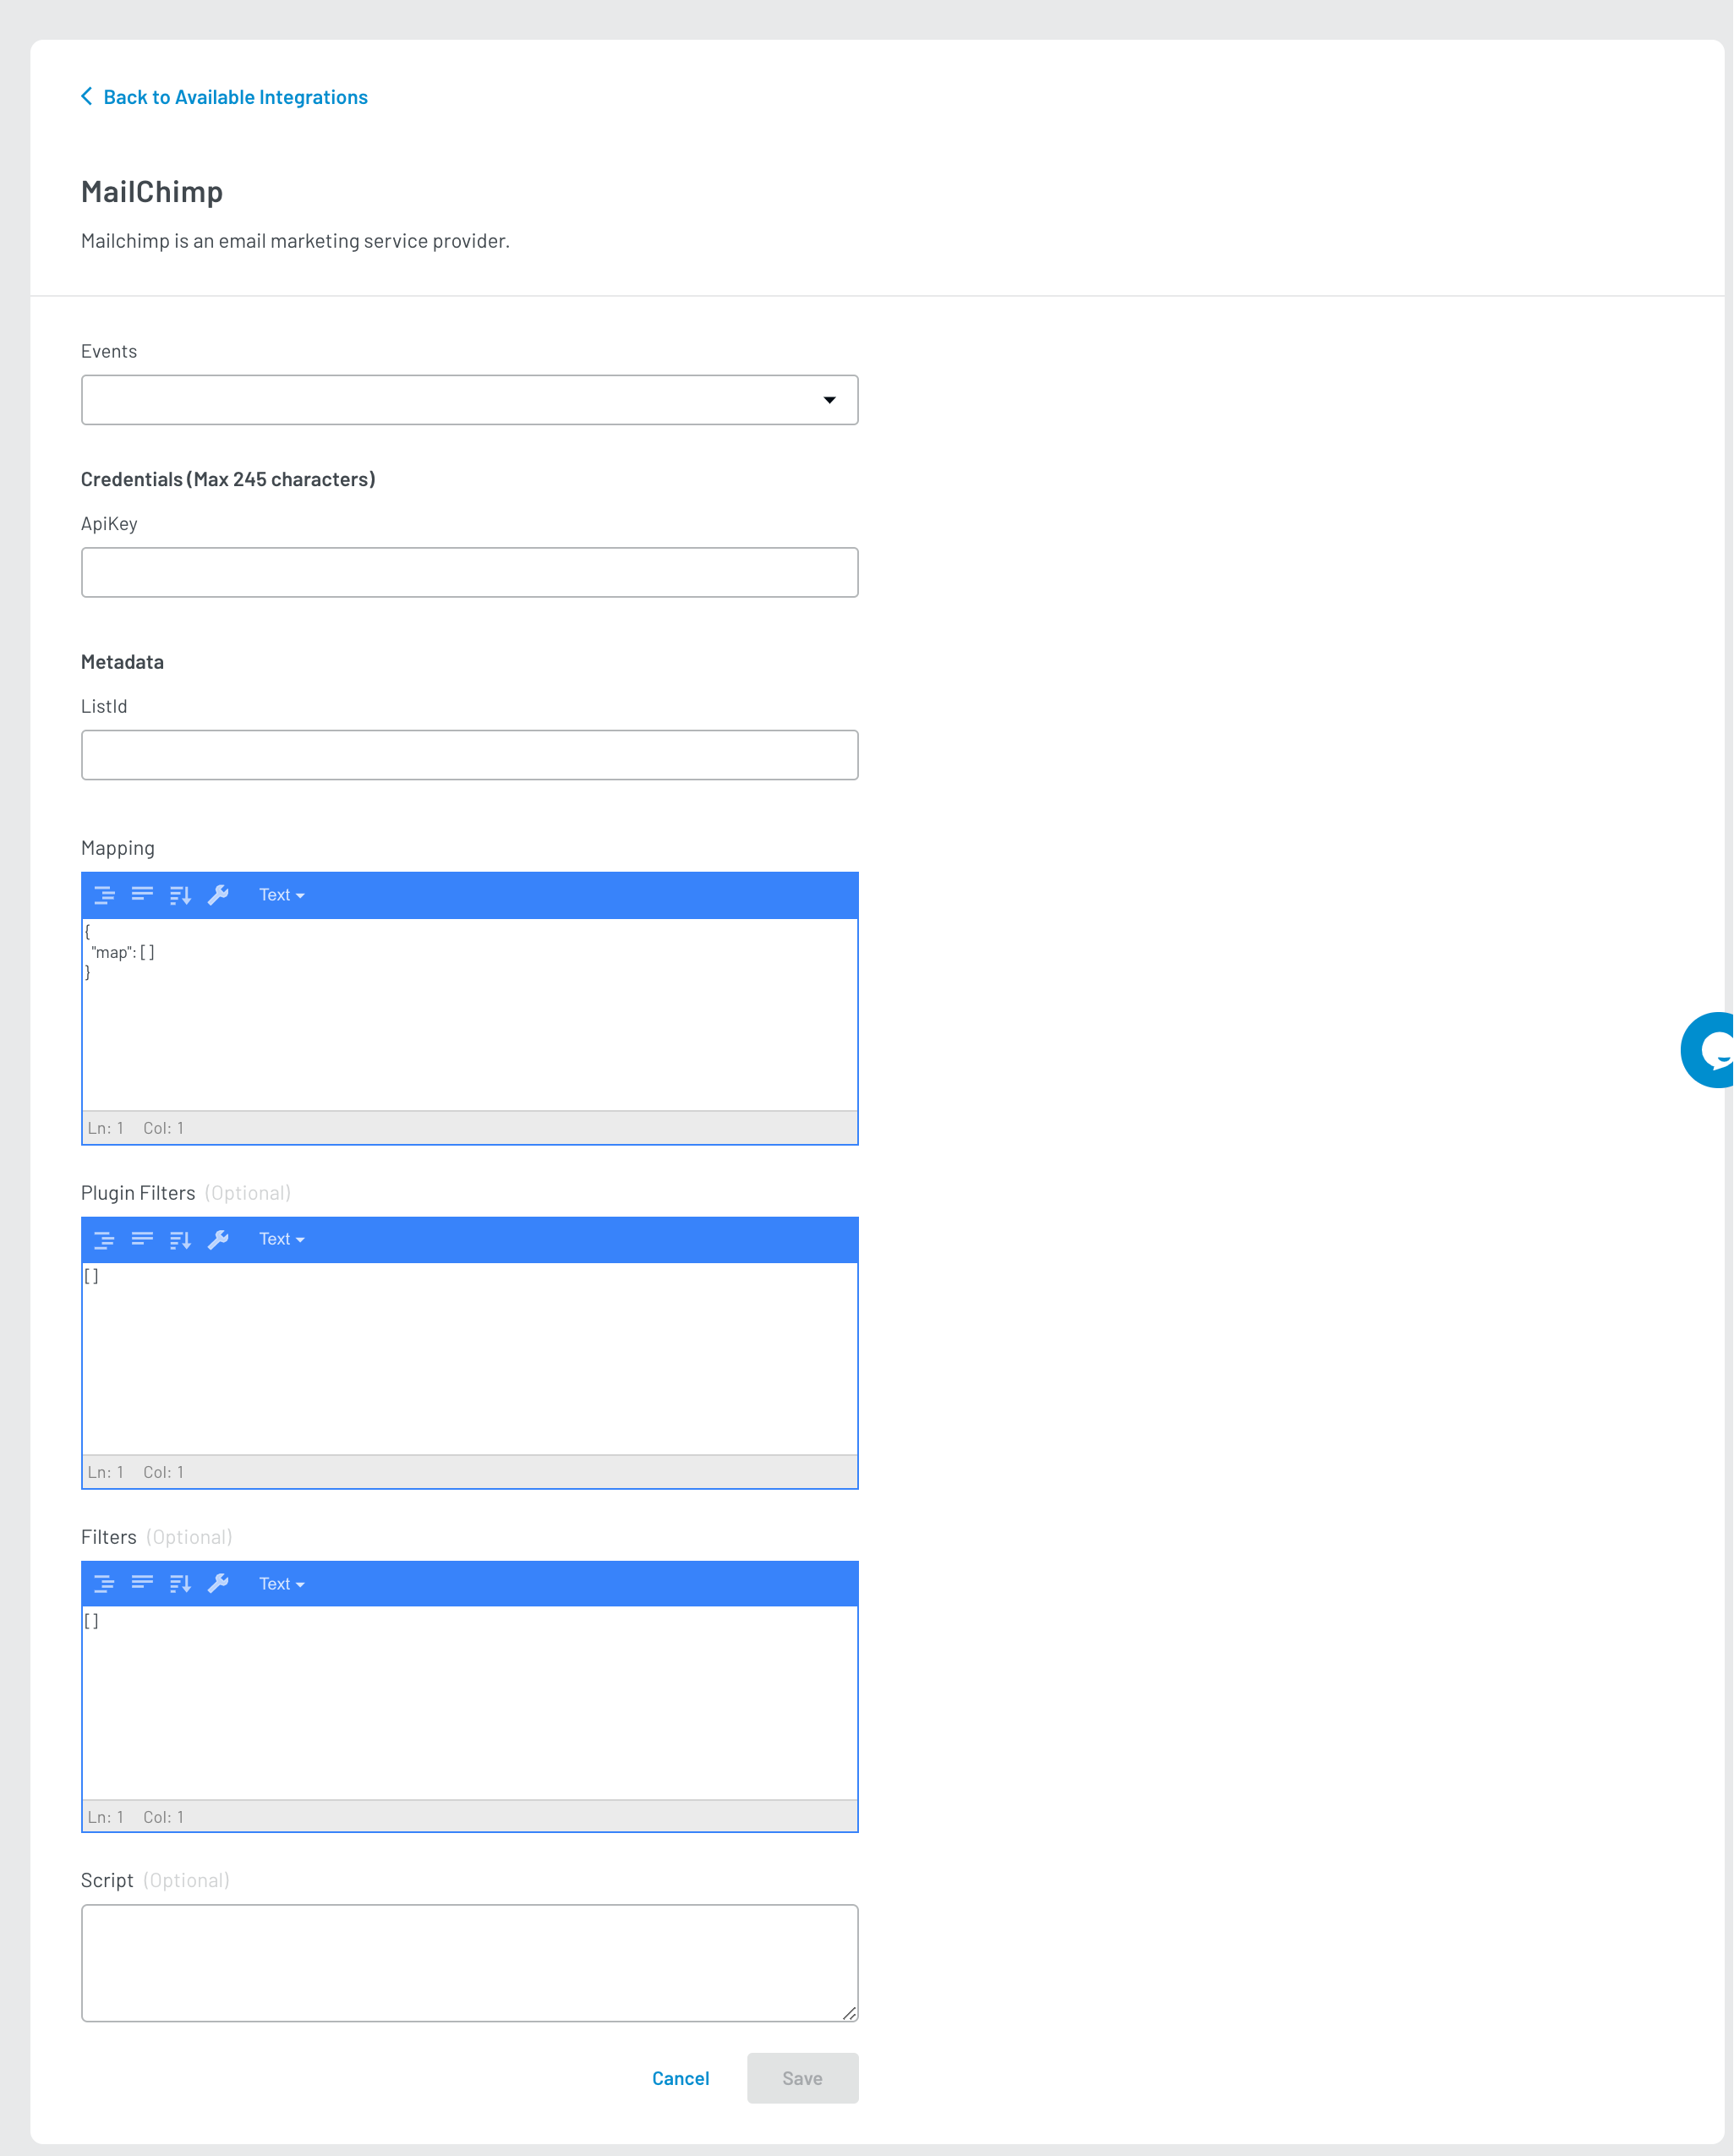 Back to Available Integrations
MailChimp
Mailchimp is an email marketing service provider.
Events
Credentials (Max 245 characters)
ApiKey
Metadata
ListId
Mapping
Text
{
"map": []
}
Ln: 1 Col: 1
Plugin Filters (Optional)
Text
[]
Ln: 1 Col: 1
Filters (Optional)
Text
[]
Ln: 1 Col: 1
Script (Optional)
Cancel Save